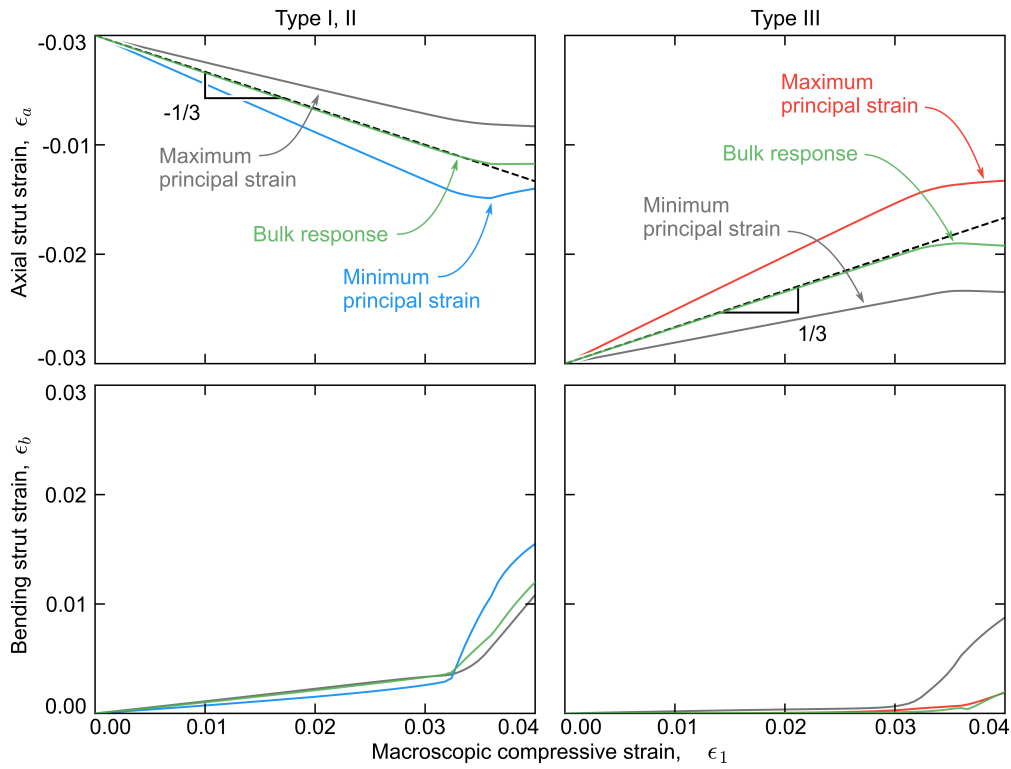 Type I, II
Type III
Axial strut strain, ϵa
-0.03
-0.01
-0.02
-0.03
-1/3
Maximum
principal strain
Bulk response
Minimum
principal strain
Maximum
principal strain
Bulk response
Minimum
principal strain
1/3
Bending strut strain, ϵb
0.03
0.02
0.01
0.00
0.00 0.01 0.02 0.03 0.04
0.00 0.01 0.02 0.03 0.04
Macroscopic compressive strain, ϵ1